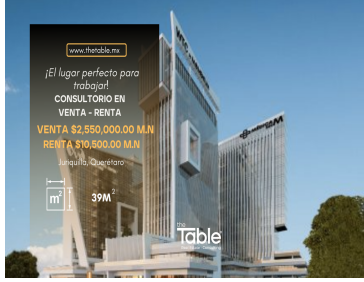 www.thetable.mx
¡El lugar perfecto para
trabajar!
CONSULTORIO EN
VENTA - RENTA
VENTA $2,550,000.00 M.N
RENTA $10,500.00 M.N
Juriquilla, Querétaro
m²
39M²
the
Table